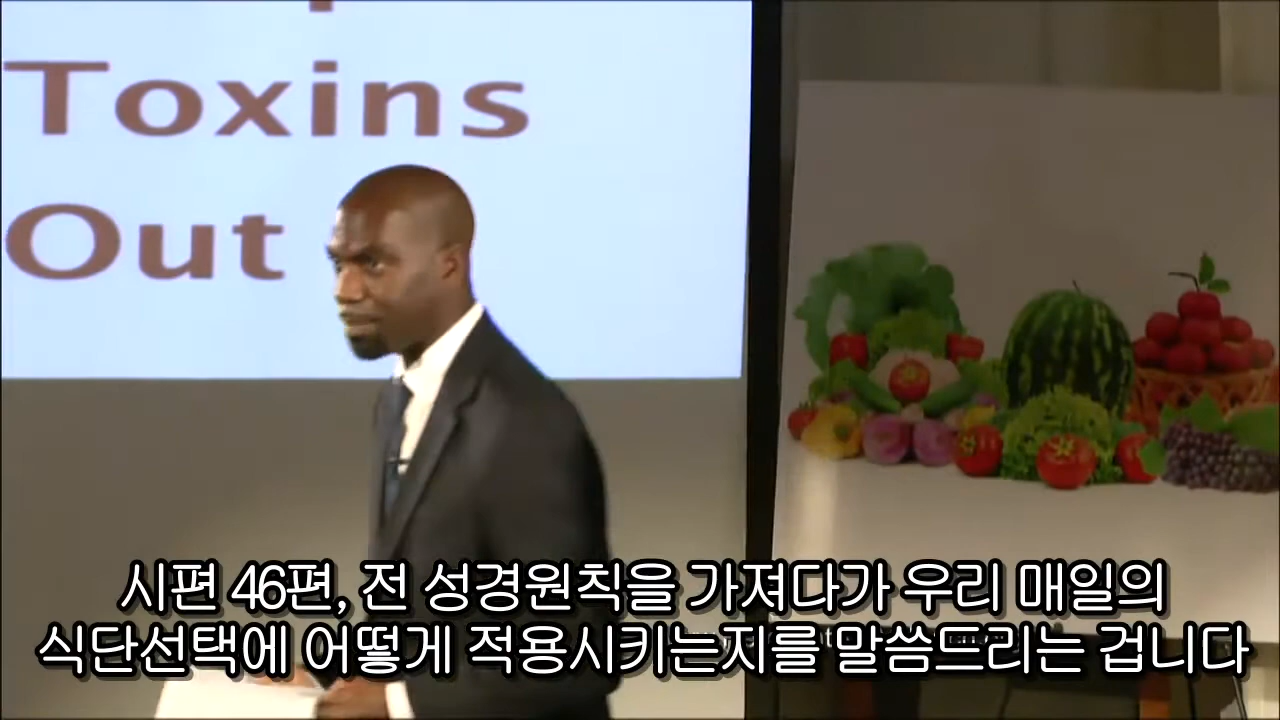 Toxins
Out
시편 46편, 전 성경원칙을 가져다가 우리 매일의
식단선택에 어떻게 적용시키는지를 말씀드리는 겁니다